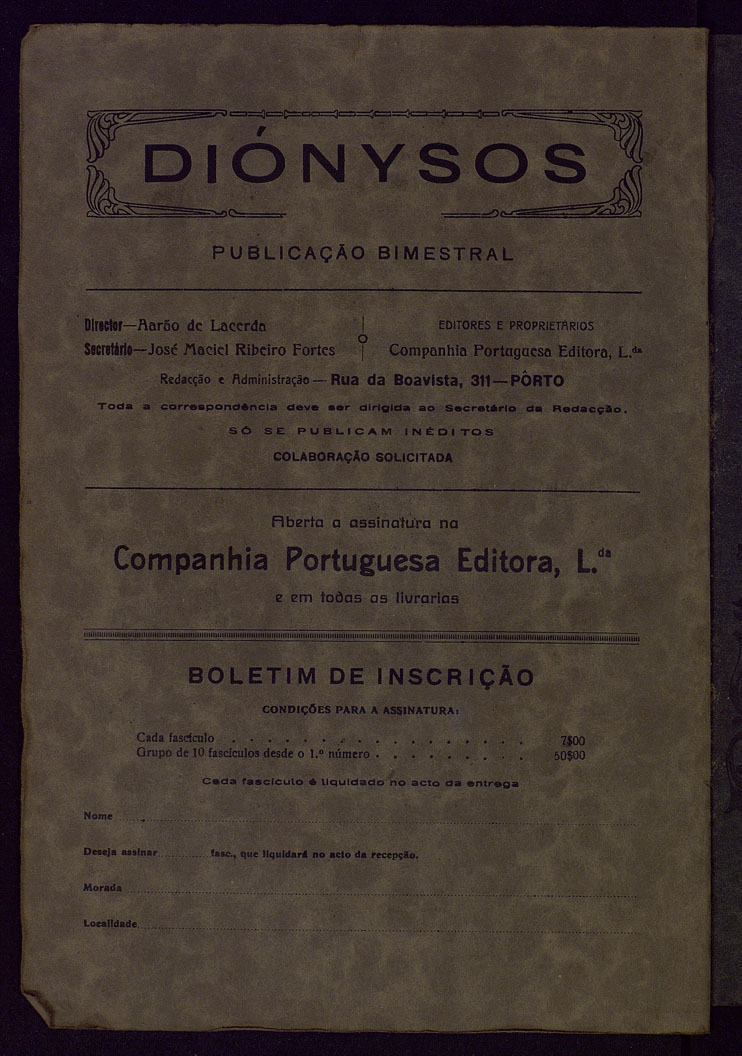 DIÓNYSOS
PUBLICAÇÃO BIMESTRAL
Director—Aarão de Lacerda
Secretário—José Maciel Ribeiro Fortes
EDITORES E PROPRIETÁRIOS
Companhia Portuguesa Editora, L.da
Redacção e Administração — Rua da Boavista, 311—PÔRTO
Toda a correspondência deve ser dirigida ao Secretário da Redacção.
SÓ SE PUBLICAM INÉDITOS
COLABORAÇÃO SOLICITADA
Aberta a assinatura na
Companhia Portuguesa Editora, L.da
e em todas as livrarias
BOLETIM DE INSCRIÇÃO
CONDIÇÕES PARA A ASSINATURA:
Cada fascículo . . . . . . . . . . . . . . . . . 7$00
Grupo de 10 fascículos desde o 1.º número . . . . . . . . . 50$00
Cada fascículo é liquidado no acto da entrega
Nome
Deseja assinar .......... fasc., que liquidará no acto da recepção.
Morada
Localidade